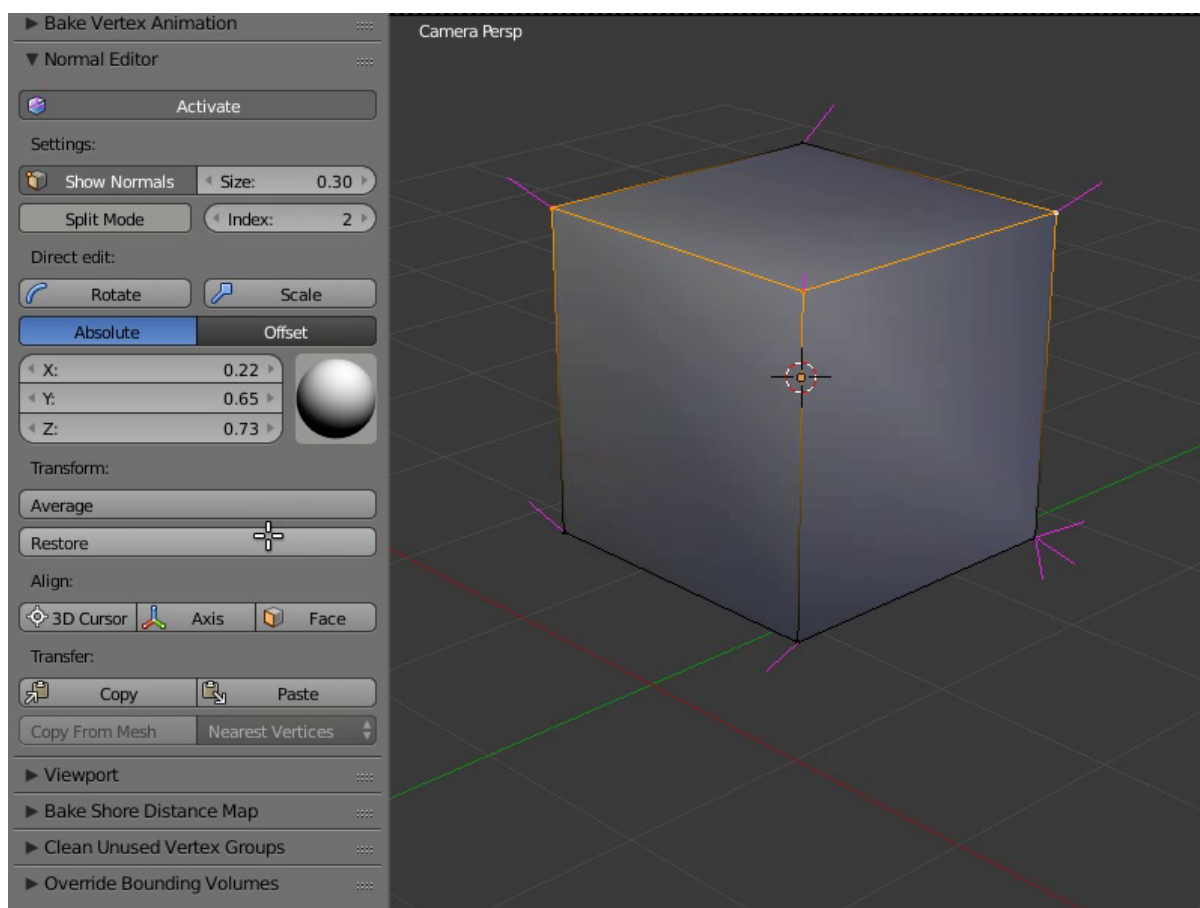 Bake Vertex Animation
Camera Persp
Normal Editor
Activate
Settings:
Show Normals Size: 0.30
Split Mode Index: 2
Direct edit:
Rotate Scale
Absolute Offset
X: 0.22
Y: 0.65
Z: 0.73
Transform:
Average
Restore
Align:
3D Cursor Axis Face
Transfer:
Copy Paste
Copy From Mesh Nearest Vertices
Viewport
Bake Shore Distance Map
Clean Unused Vertex Groups
Override Bounding Volumes